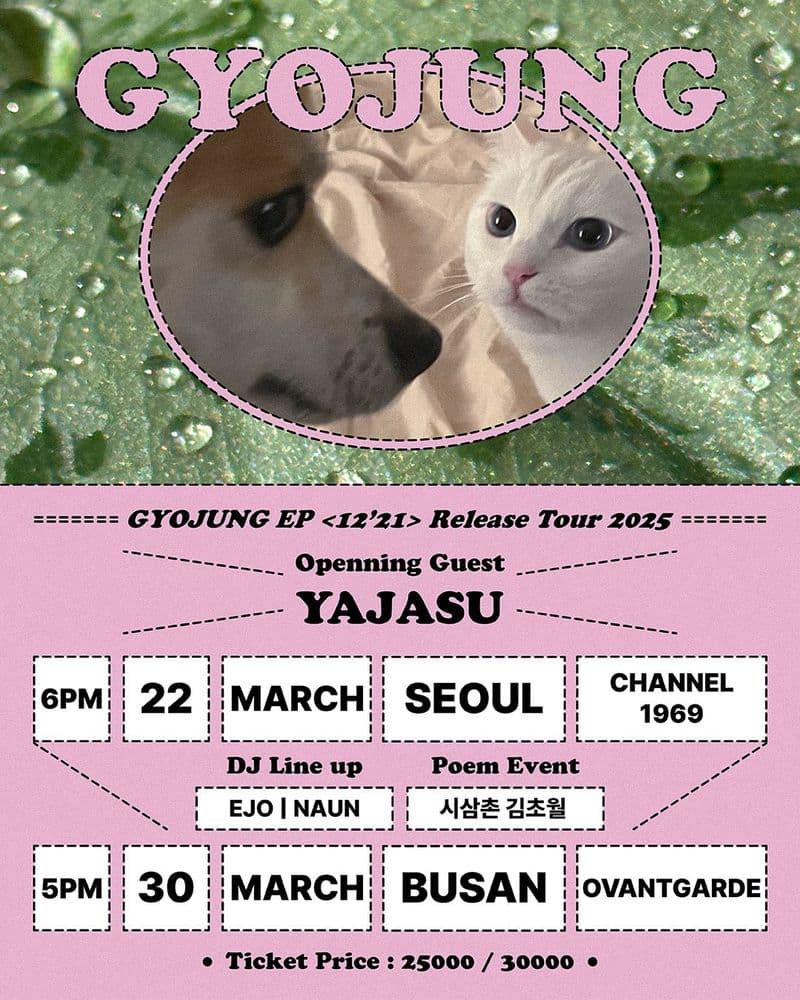 GYOJUNG
======= GYOJUNG EP <12’21> Release Tour 2025 =======
Openning Guest
YAJASU
6PM 22 MARCH SEOUL CHANNEL 1969
DJ Line up Poem Event
EJO | NAUN 시삼촌 김초월
5PM 30 MARCH BUSAN OVANTGARDE
• Ticket Price : 25000 / 30000 •